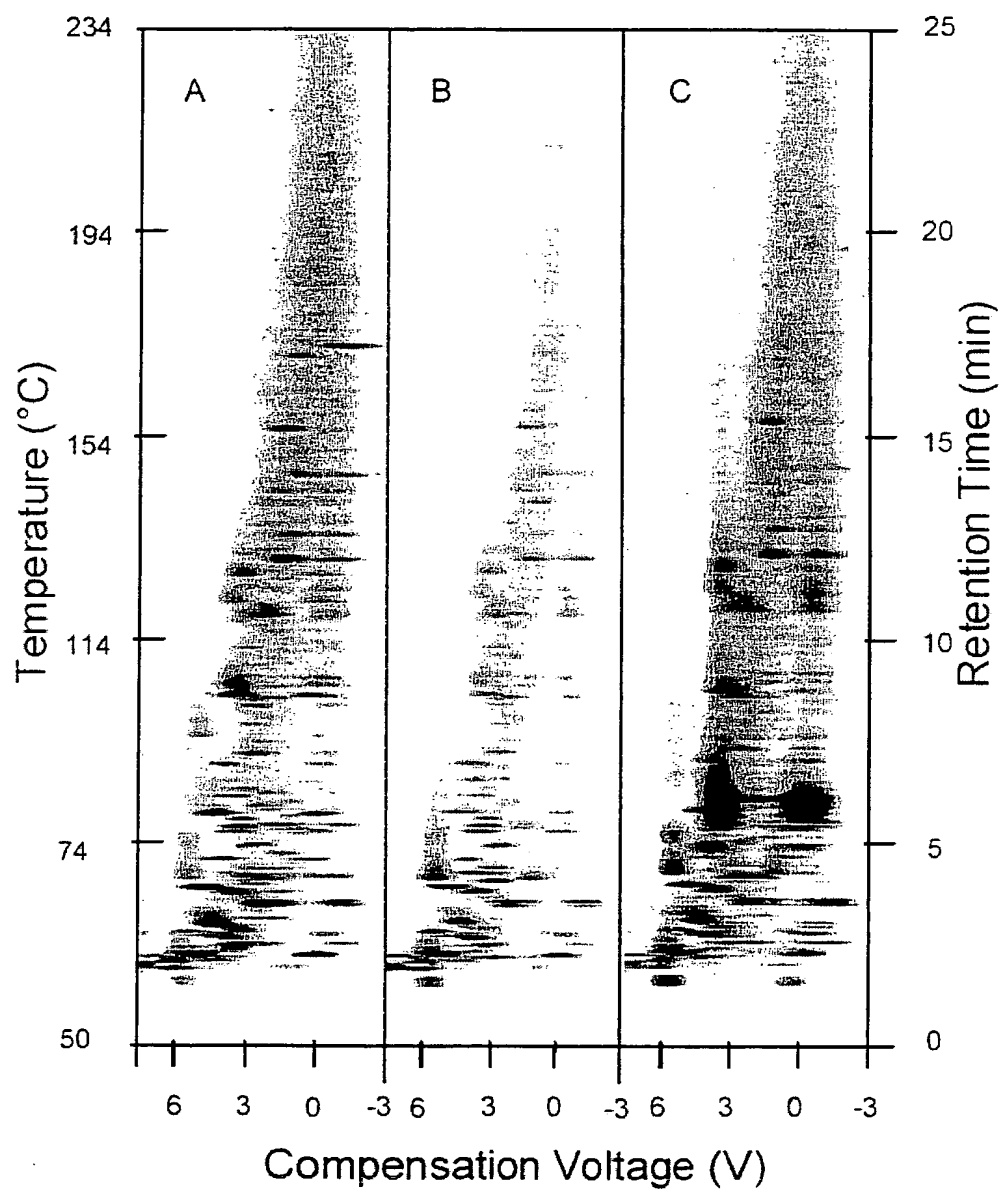 234
194
154
114
74
50
Temperature (°C)
A
B
C
25
20
15
10
5
0
Retention Time (min)
6 3 0 -3 6 3 0 -3 6 3 0 -3
Compensation Voltage (V)